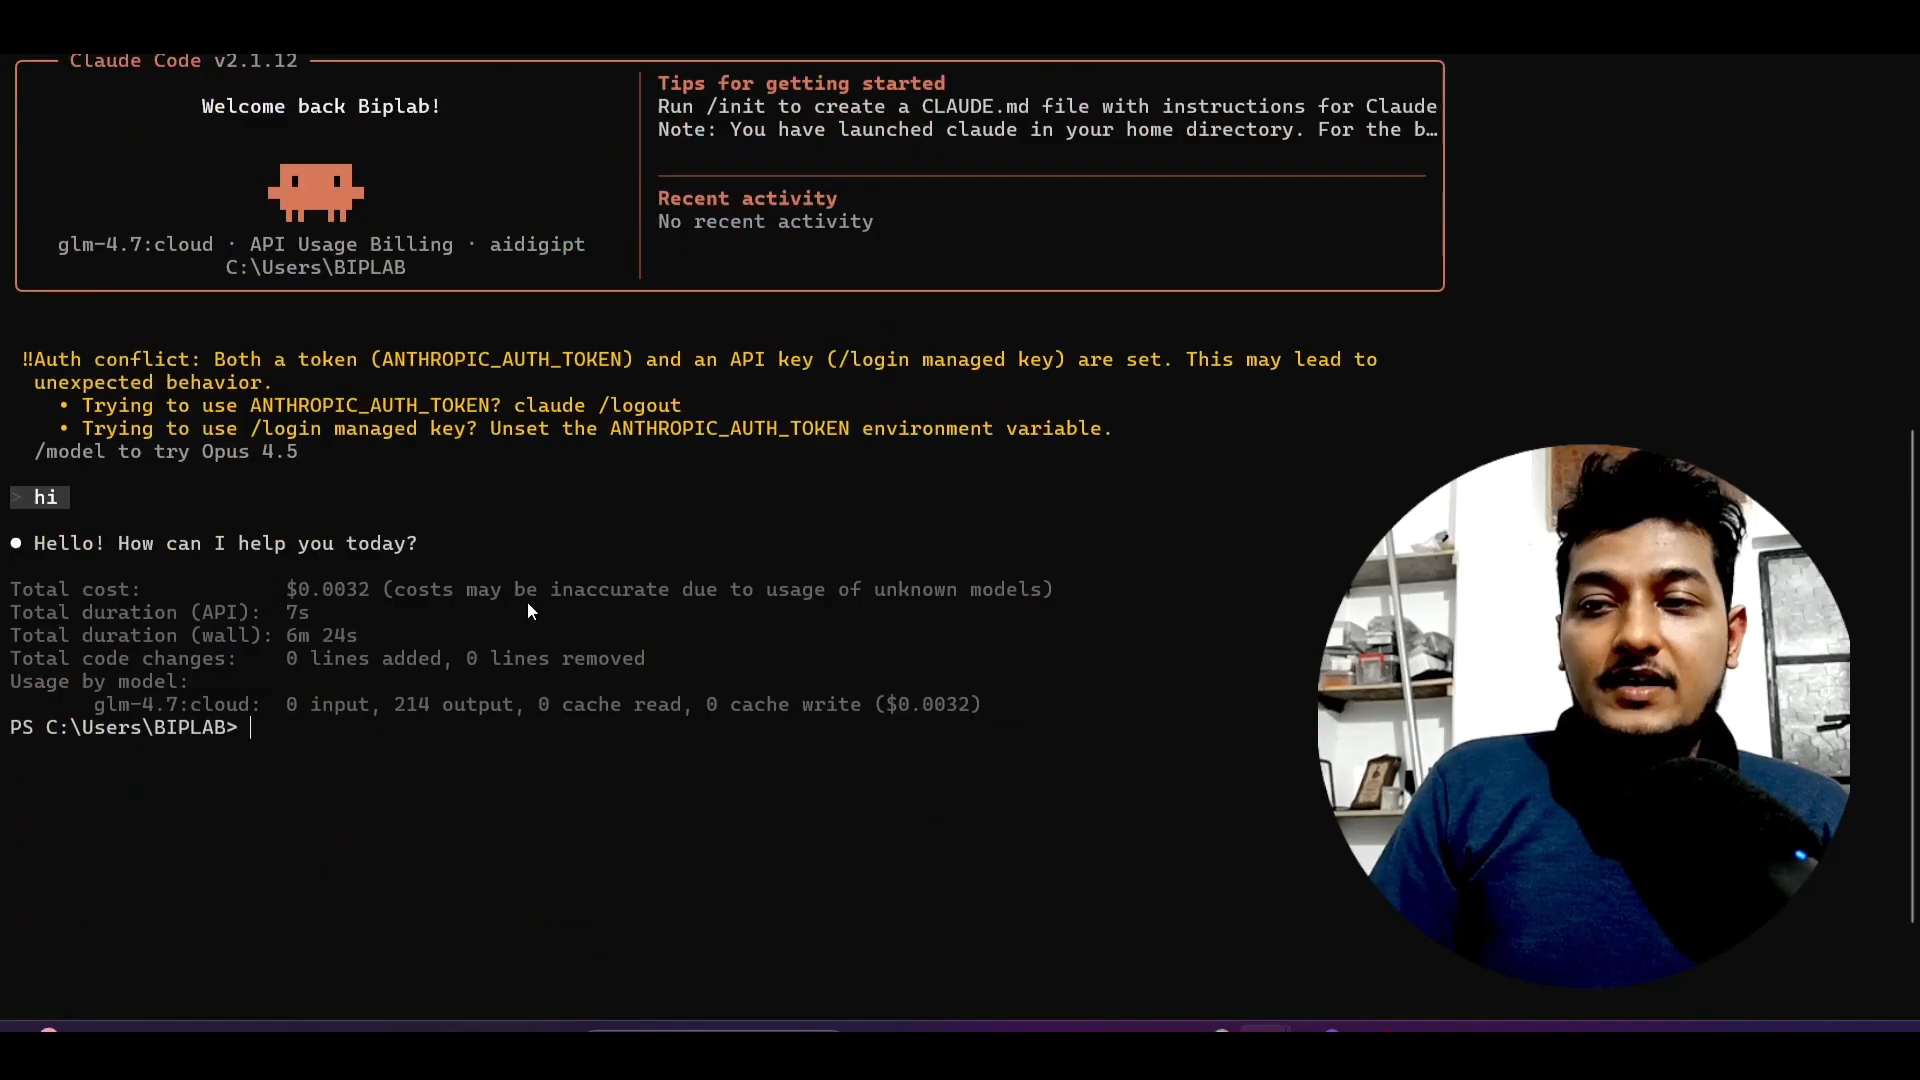 Claude Code v2.1.12
Welcome back Biplab!
glm-4.7:cloud · API Usage Billing · aidigipt
C:\Users\BIPLAB
Tips for getting started
Run /init to create a CLAUDE.md file with instructions for Claude
Note: You have launched claude in your home directory. For the b…
Recent activity
No recent activity
‼Auth conflict: Both a token (ANTHROPIC_AUTH_TOKEN) and an API key (/login managed key) are set. This may lead to
unexpected behavior.
• Trying to use ANTHROPIC_AUTH_TOKEN? claude /logout
• Trying to use /login managed key? Unset the ANTHROPIC_AUTH_TOKEN environment variable.
/model to try Opus 4.5
> hi
● Hello! How can I help you today?
Total cost: $0.0032 (costs may be inaccurate due to usage of unknown models)
Total duration (API): 7s
Total duration (wall): 6m 24s
Total code changes: 0 lines added, 0 lines removed
Usage by model:
glm-4.7:cloud: 0 input, 214 output, 0 cache read, 0 cache write ($0.0032)
PS C:\Users\BIPLAB>